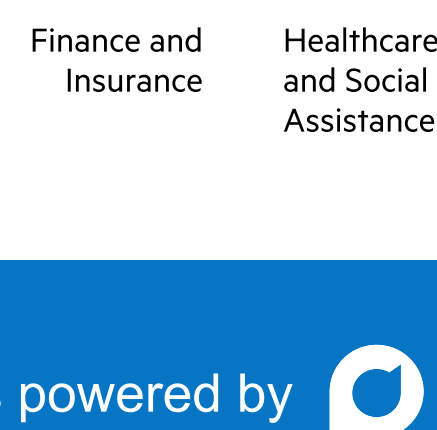 Finance and
Insurance
Healthcare
and Social
Assistance
powered by